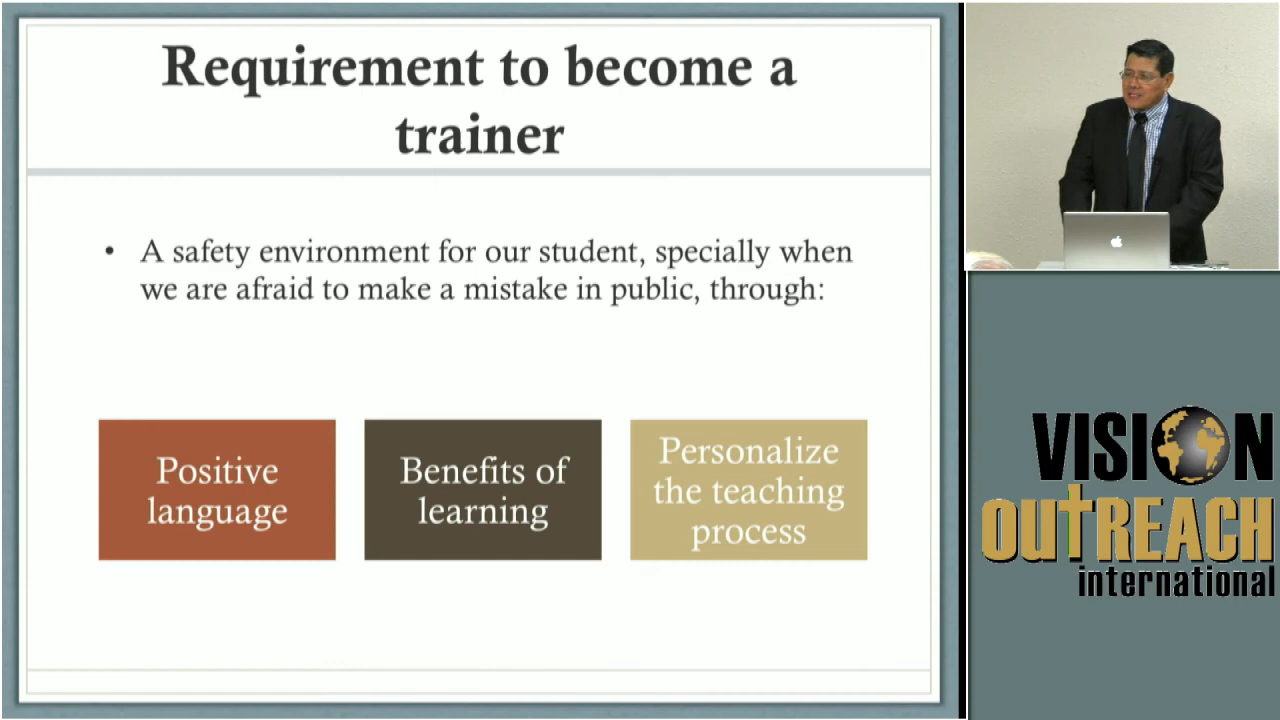 Requirement to become a
trainer
• A safety environment for our student, specially when
we are afraid to make a mistake in public, through:
Positive
language
Benefits of
learning
Personalize
the teaching
process
VISION
OUTREACH
international